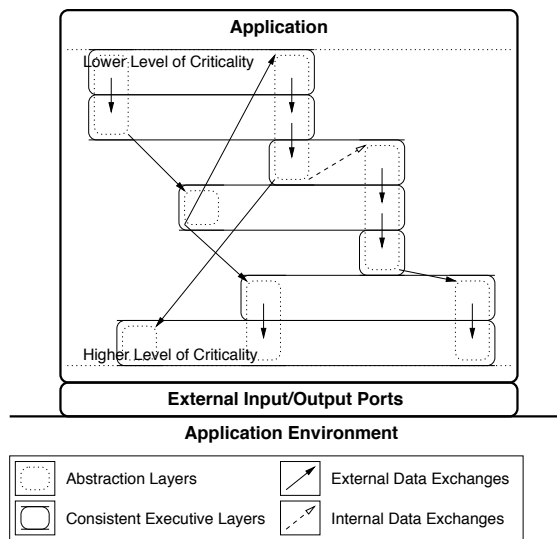 Application
Lower Level of Criticality
Higher Level of Criticality
External Input/Output Ports
Application Environment
Abstraction Layers
External Data Exchanges
Consistent Executive Layers
Internal Data Exchanges